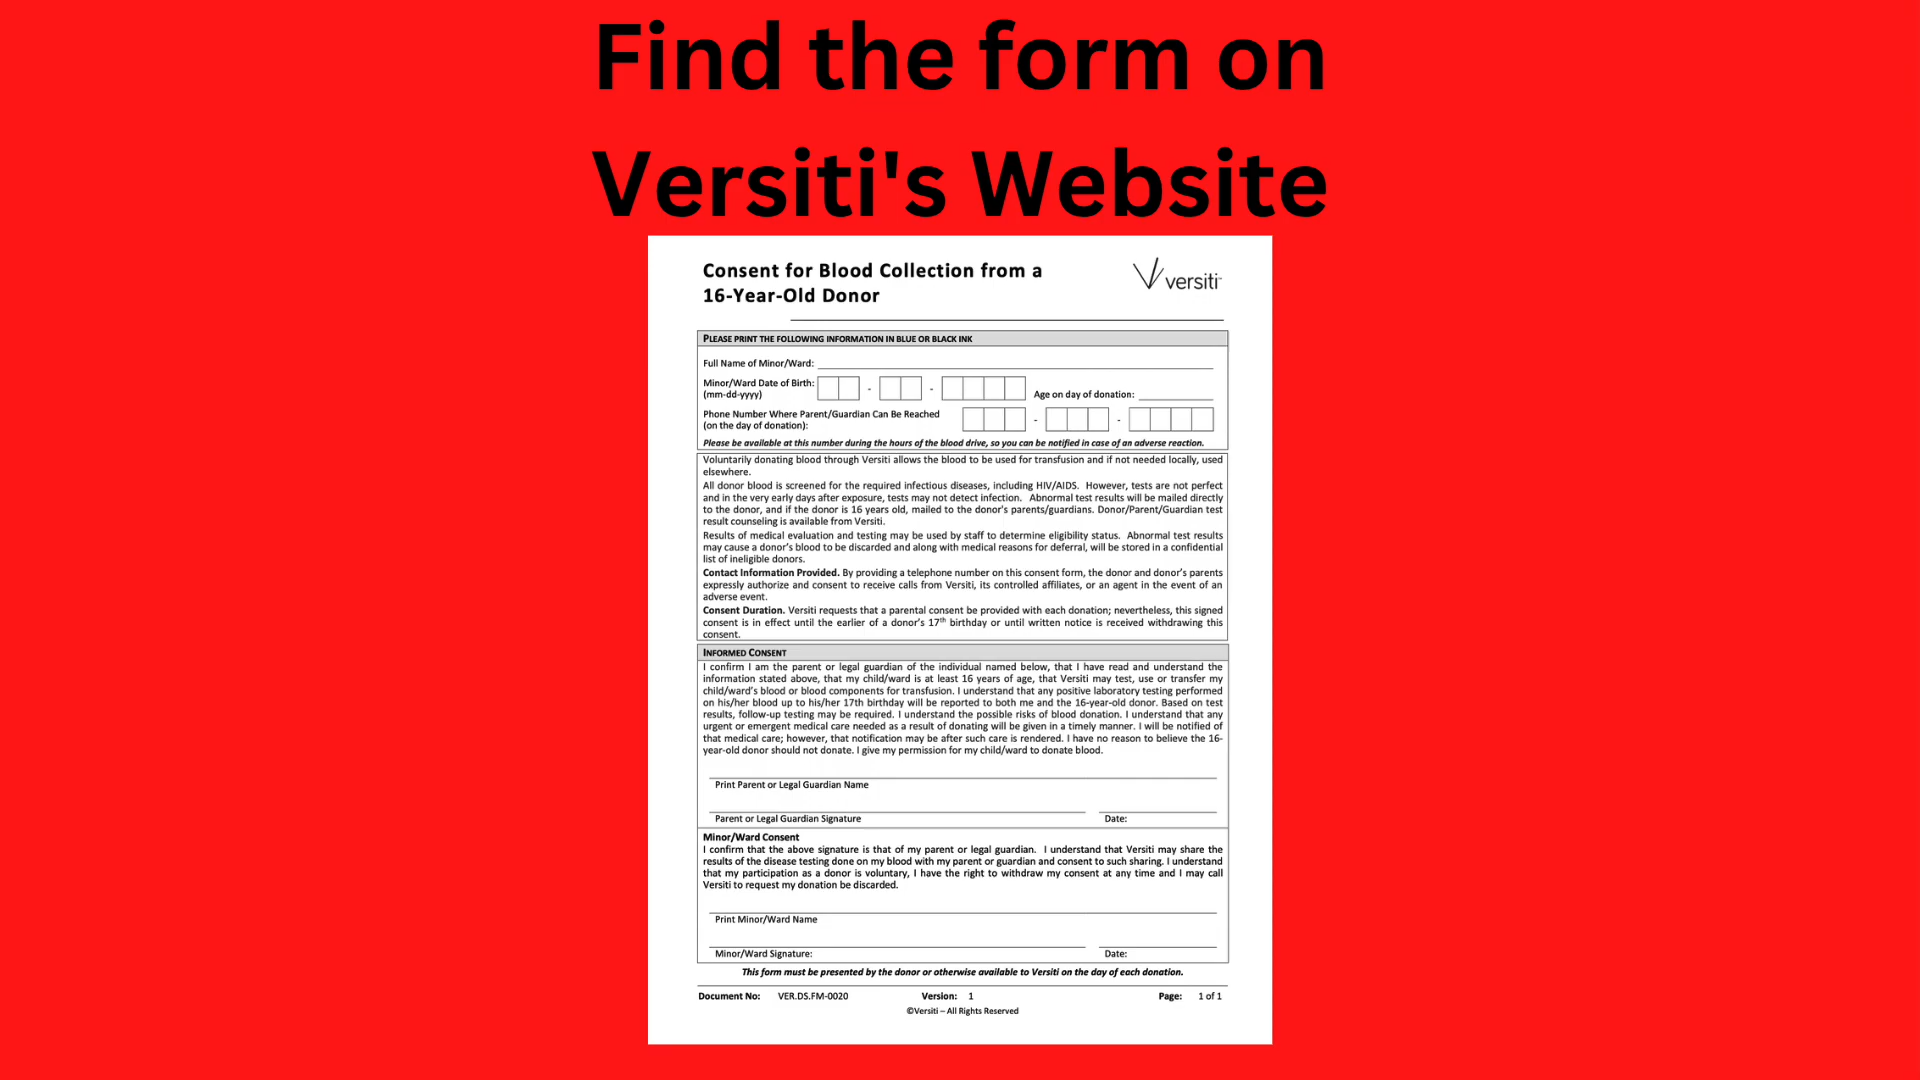 Find the form on
Versiti's Website
Consent for Blood Collection from a
16-Year-Old Donor
versiti™
PLEASE PRINT THE FOLLOWING INFORMATION IN BLUE OR BLACK INK
Full Name of Minor/Ward:
Minor/Ward Date of Birth:
(mm-dd-yyyy)
- -
Age on day of donation:
Phone Number Where Parent/Guardian Can Be Reached
(on the day of donation):
- -
Please be available at this number during the hours of the blood drive, so you can be notified in case of an adverse reaction.
Voluntarily donating blood through Versiti allows the blood to be used for transfusion and if not needed locally, used
elsewhere.
All donor blood is screened for the required infectious diseases, including HIV/AIDS. However, tests are not perfect
and in the very early days after exposure, tests may not detect infection. Abnormal test results will be mailed directly
to the donor, and if the donor is 16 years old, mailed to the donor's parents/guardians. Donor/Parent/Guardian test
result counseling is available from Versiti.
Results of medical evaluation and testing may be used by staff to determine eligibility status. Abnormal test results
may cause a donor's blood to be discarded and along with medical reasons for deferral, will be stored in a confidential
list of ineligible donors.
Contact Information Provided. By providing a telephone number on this consent form, the donor and donor's parents
expressly authorize and consent to receive calls from Versiti, its controlled affiliates, or an agent in the event of an
adverse event.
Consent Duration. Versiti requests that a parental consent be provided with each donation; nevertheless, this signed
consent is in effect until the earlier of a donor's 17th birthday or until written notice is received withdrawing this
consent.
INFORMED CONSENT
I confirm I am the parent or legal guardian of the individual named below, that I have read and understand the
information stated above, that my child/ward is at least 16 years of age, that Versiti may test, use or transfer my
child/ward's blood or blood components for transfusion. I understand that any positive laboratory testing performed
on his/her blood up to his/her 17th birthday will be reported to both me and the 16-year-old donor. Based on test
results, follow-up testing may be required. I understand the possible risks of blood donation. I understand that any
urgent or emergent medical care needed as a result of donating will be given in a timely manner. I will be notified of
that medical care; however, that notification may be after such care is rendered. I have no reason to believe the 16-
year-old donor should not donate. I give my permission for my child/ward to donate blood.
Print Parent or Legal Guardian Name
Parent or Legal Guardian Signature Date:
Minor/Ward Consent
I confirm that the above signature is that of my parent or legal guardian. I understand that Versiti may share the
results of the disease testing done on my blood with my parent or guardian and consent to such sharing. I understand
that my participation as a donor is voluntary, I have the right to withdraw my consent at any time and I may call
Versiti to request my donation be discarded.
Print Minor/Ward Name
Minor/Ward Signature: Date:
This form must be presented by the donor or otherwise available to Versiti on the day of each donation.
Document No: VER.DS.FM-0020 Version: 1 Page: 1 of 1
©Versiti – All Rights Reserved